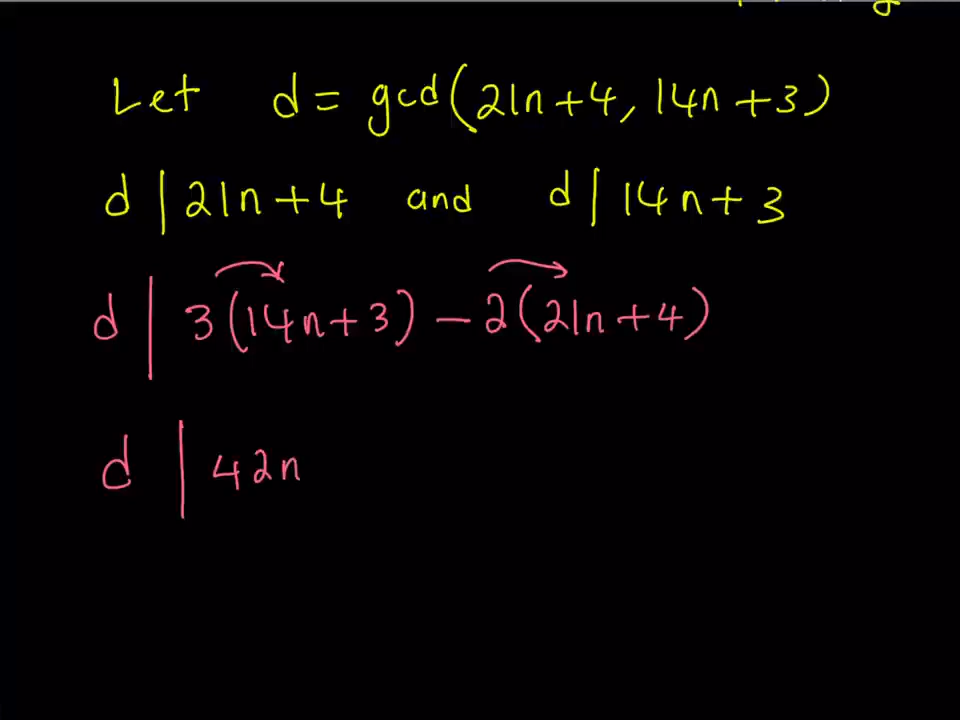 Let d = gcd(21n+4, 14n+3)
d | 21n+4 and d | 14n+3
d | 3(14n+3) − 2(21n+4)
d | 42n